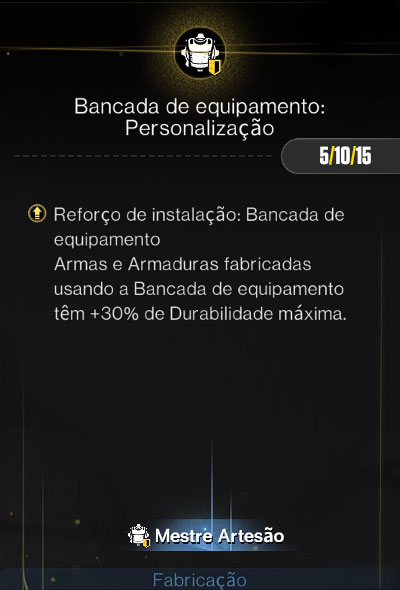 Bancada de equipamento:
Personalização
5/10/15
Reforço de instalação: Bancada de
equipamento
Armas e Armaduras fabricadas
usando a Bancada de equipamento
têm +30% de Durabilidade máxima.
Mestre Artesão
Fabricação